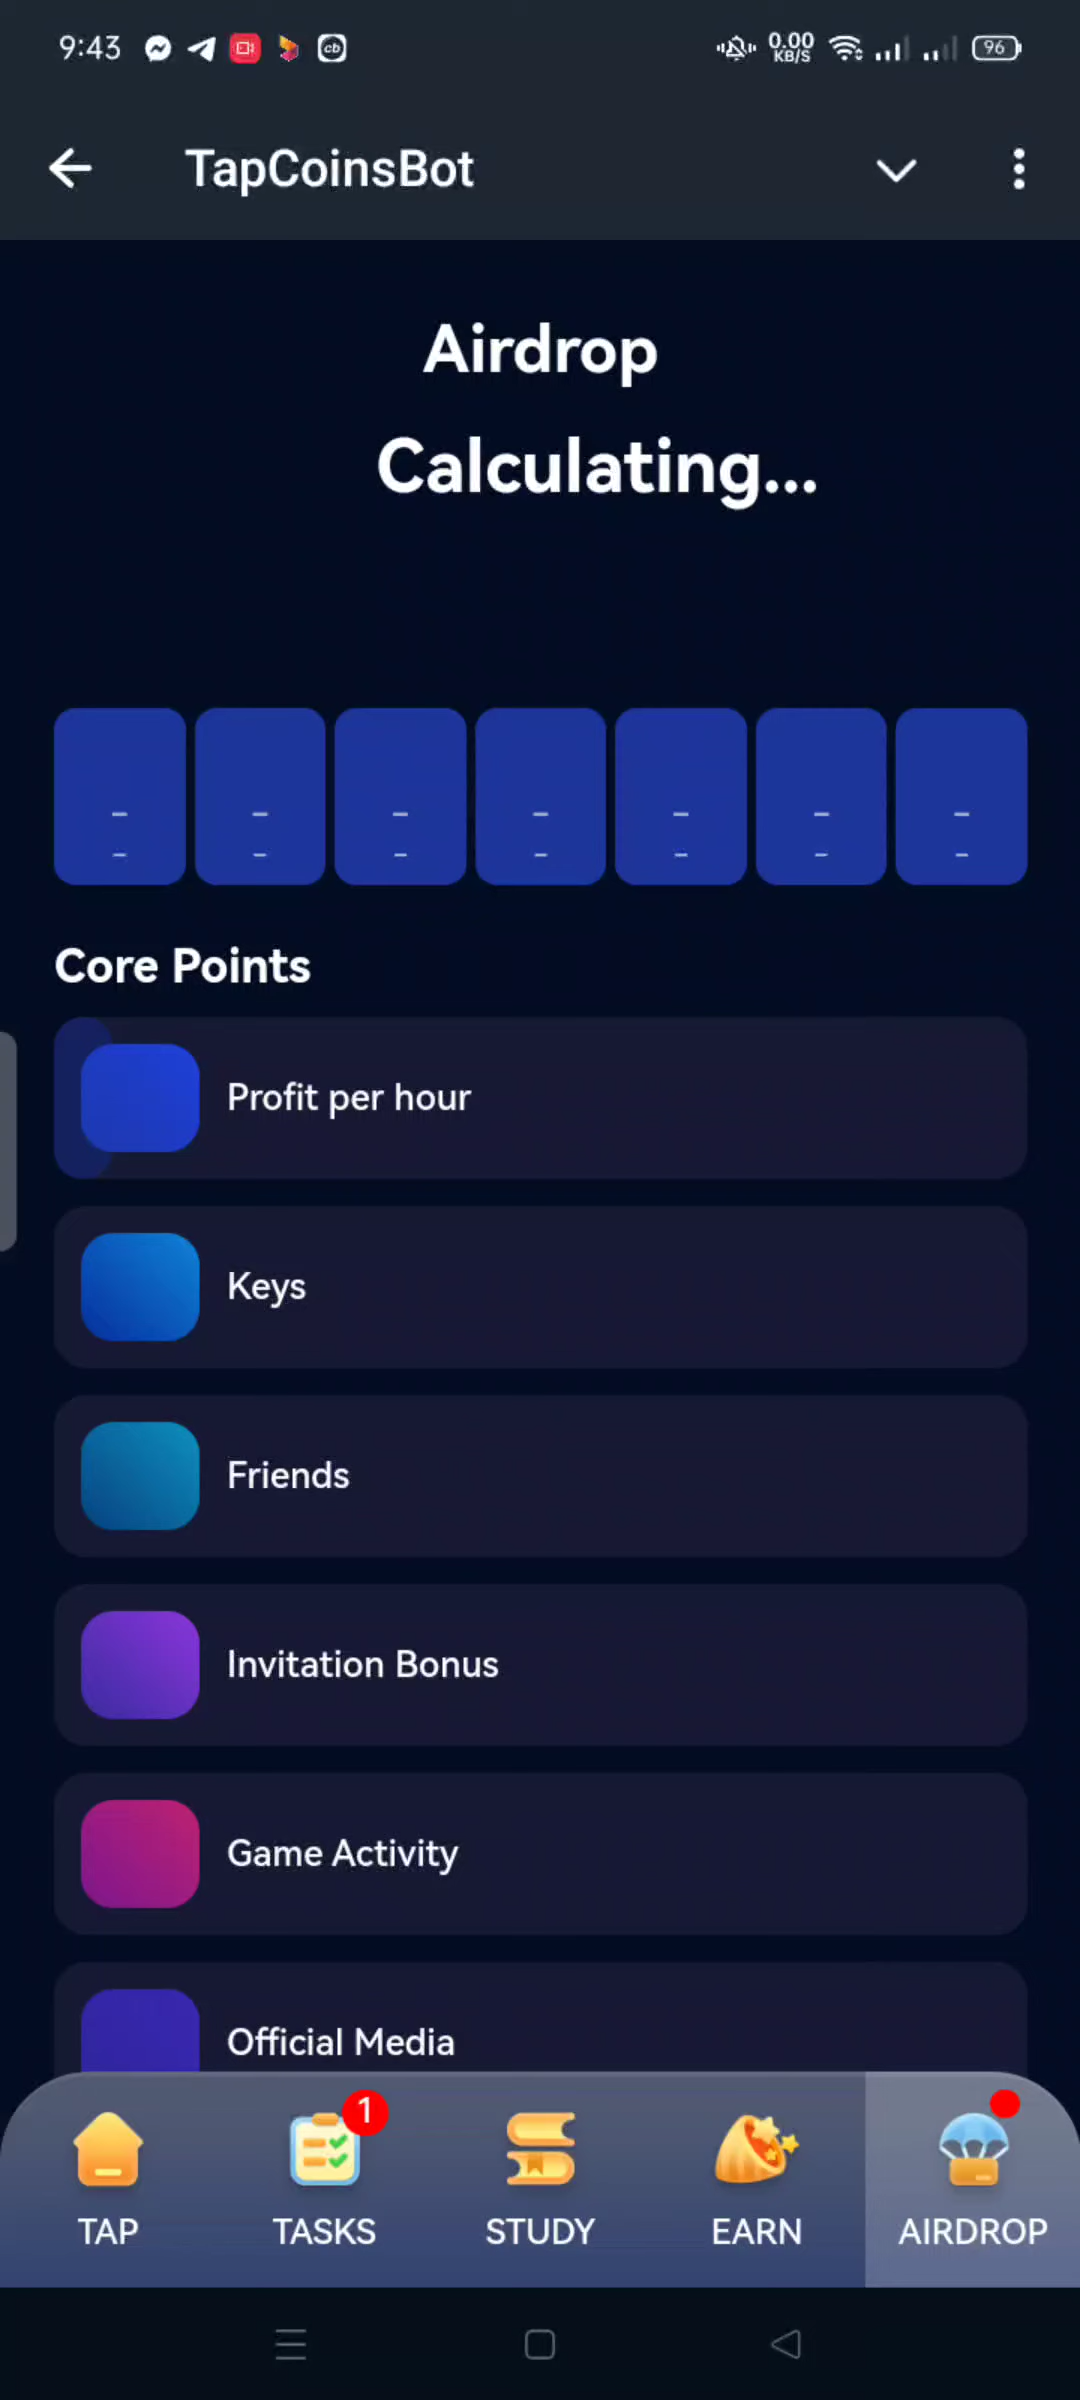 9:43 cb 0.00 KB/S 96
TapCoinsBot
Airdrop
Calculating...
- - - - - - -
- - - - - - -
Core Points
Profit per hour
Keys
Friends
Invitation Bonus
Game Activity
Official Media
1
TAP TASKS STUDY EARN AIRDROP